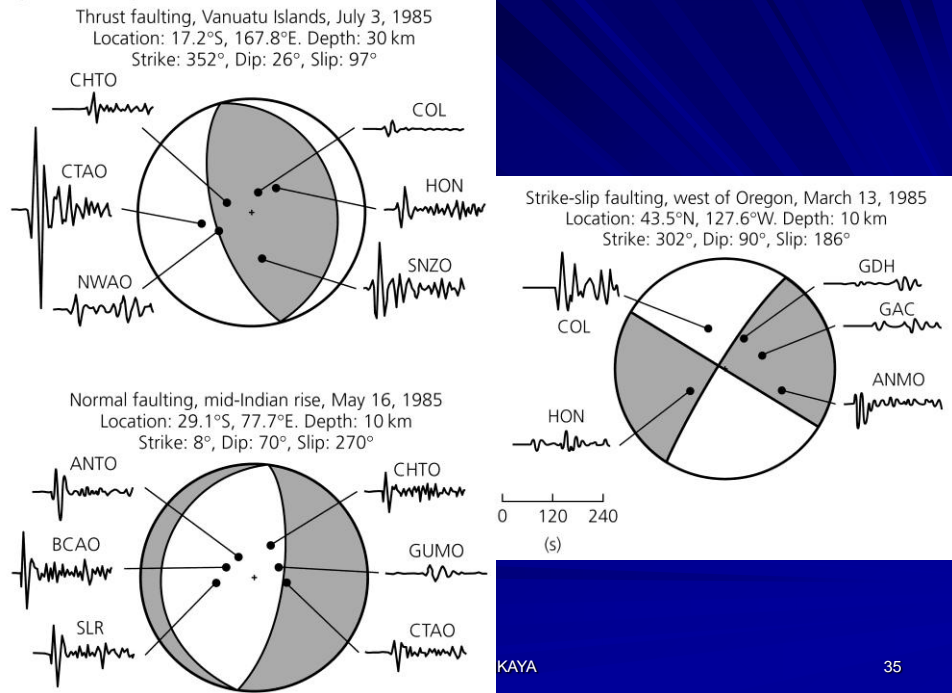 Thrust faulting, Vanuatu Islands, July 3, 1985
Location: 17.2°S, 167.8°E. Depth: 30 km
Strike: 352°, Dip: 26°, Slip: 97°
CHTO
COL
CTAO
HON
NWAO
SNZO
Normal faulting, mid-Indian rise, May 16, 1985
Location: 29.1°S, 77.7°E. Depth: 10 km
Strike: 8°, Dip: 70°, Slip: 270°
ANTO
CHTO
BCAO
GUMO
SLR
CTAO
Strike-slip faulting, west of Oregon, March 13, 1985
Location: 43.5°N, 127.6°W. Depth: 10 km
Strike: 302°, Dip: 90°, Slip: 186°
GDH
COL
GAC
ANMO
HON
0 120 240
(s)
KAYA 35